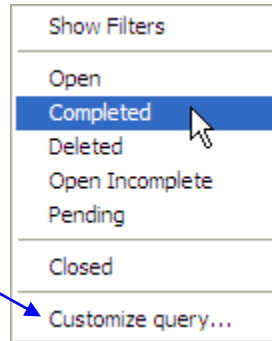 Show Filters
Open
Completed
Deleted
Open Incomplete
Pending
Closed
Customize query...